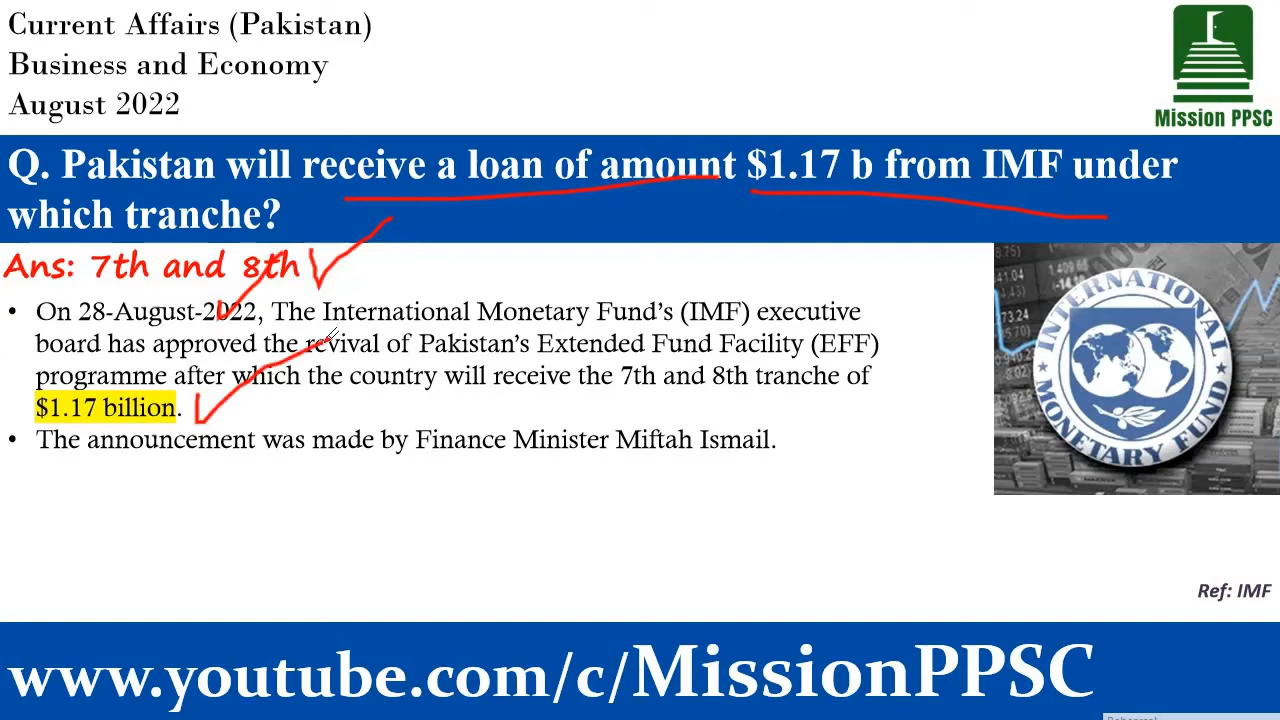 Current Affairs (Pakistan)
Business and Economy
August 2022
Mission PPSC
Q. Pakistan will receive a loan of amount $1.17 b from IMF under
which tranche?
Ans: 7th and 8th
• On 28-August-2022, The International Monetary Fund's (IMF) executive
board has approved the revival of Pakistan's Extended Fund Facility (EFF)
programme after which the country will receive the 7th and 8th tranche of
$1.17 billion.
• The announcement was made by Finance Minister Miftah Ismail.
INTERNATIONAL
MONETARY FUND
Ref: IMF
www.youtube.com/c/MissionPPSC